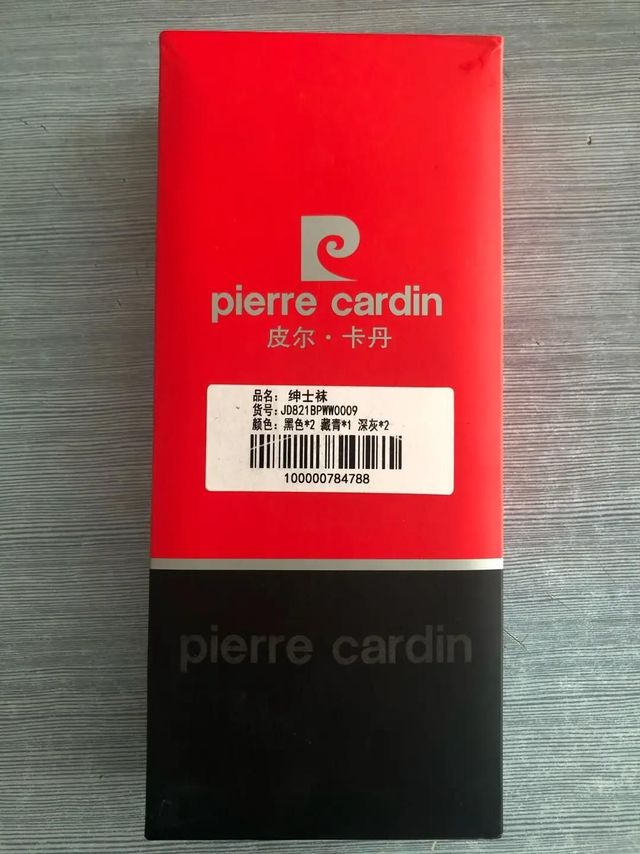 pierre cardin
皮尔·卡丹
品名： 绅士袜
货号：JD821BPWW0009
颜色：黑色*2 藏青*1 深灰*2
100000784788
pierre cardin